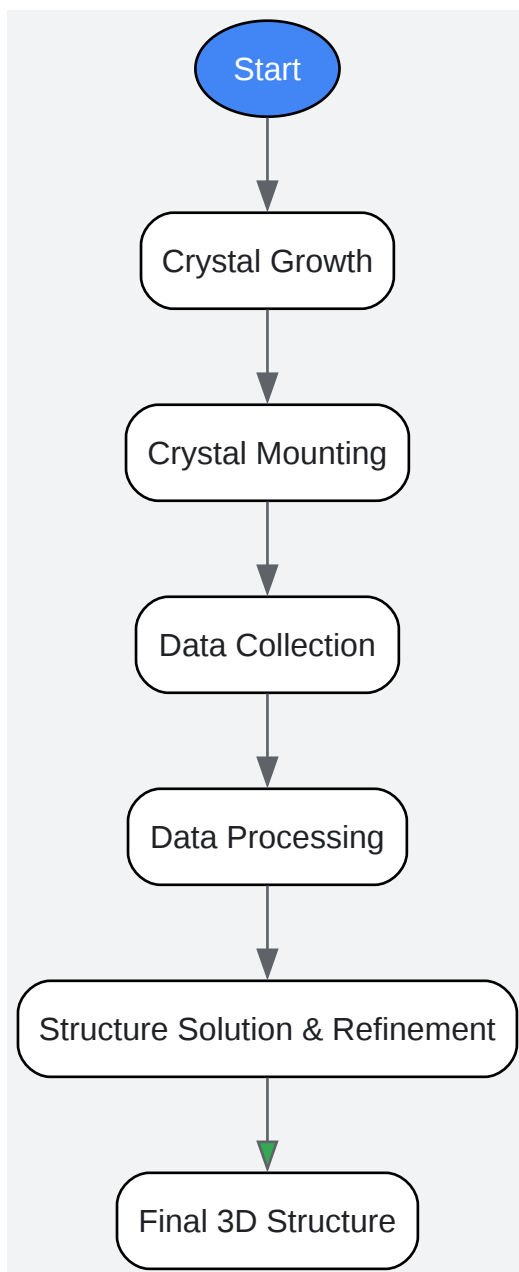 Start
Crystal Growth
Crystal Mounting
Data Collection
Data Processing
Structure Solution & Refinement
Final 3D Structure